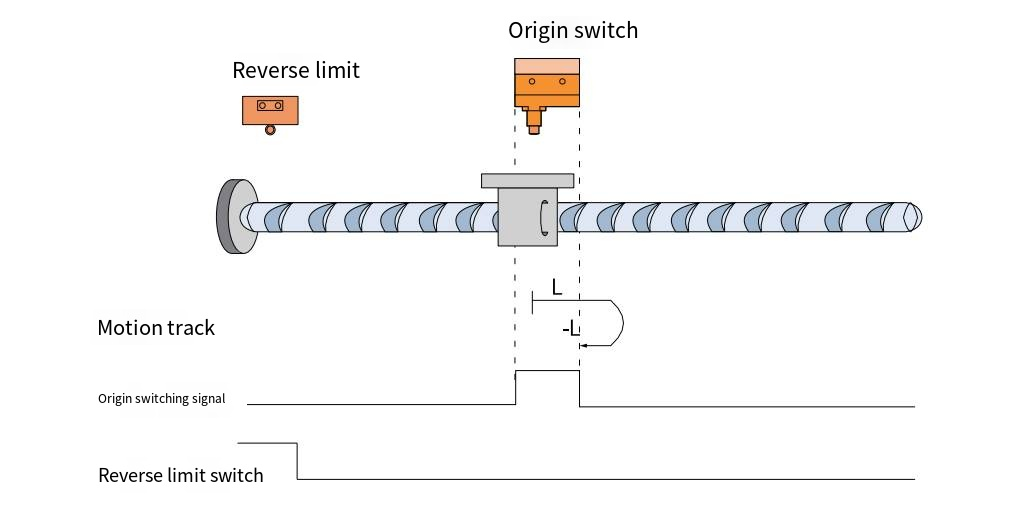 Origin switch
Reverse limit
L
-L
Motion track
Origin switching signal
Reverse limit switch